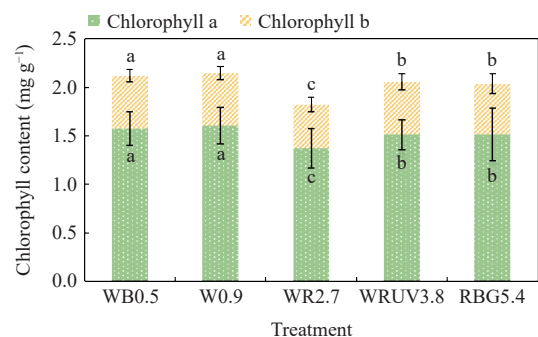 Chlorophyll a Chlorophyll b
Chlorophyll content (mg g⁻¹)
2.5
2.0
1.5
1.0
0.5
0.0
a a c b b
a a c b b
WB0.5 W0.9 WR2.7 WRUV3.8 RBG5.4
Treatment